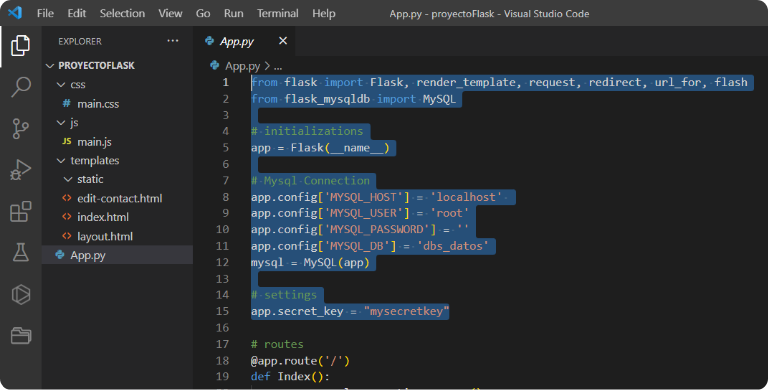 File Edit Selection View Go Run Terminal Help App.py - proyectoFlask - Visual Studio Code
EXPLORER ···
PROYECTOFLASK
css
# main.css
js
JS main.js
templates
static
<> edit-contact.html
<> index.html
<> layout.html
App.py
App.py ×
App.py > ...
1 from flask import Flask, render_template, request, redirect, url_for, flash
2 from flask_mysqldb import MySQL
3
4 # initializations
5 app = Flask(__name__)
6
7 # Mysql Connection
8 app.config['MYSQL_HOST'] = 'localhost'
9 app.config['MYSQL_USER'] = 'root'
10 app.config['MYSQL_PASSWORD'] = ''
11 app.config['MYSQL_DB'] = 'dbs_datos'
12 mysql = MySQL(app)
13
14 # settings
15 app.secret_key = "mysecretkey"
16
17 # routes
18 @app.route('/')
19 def Index():